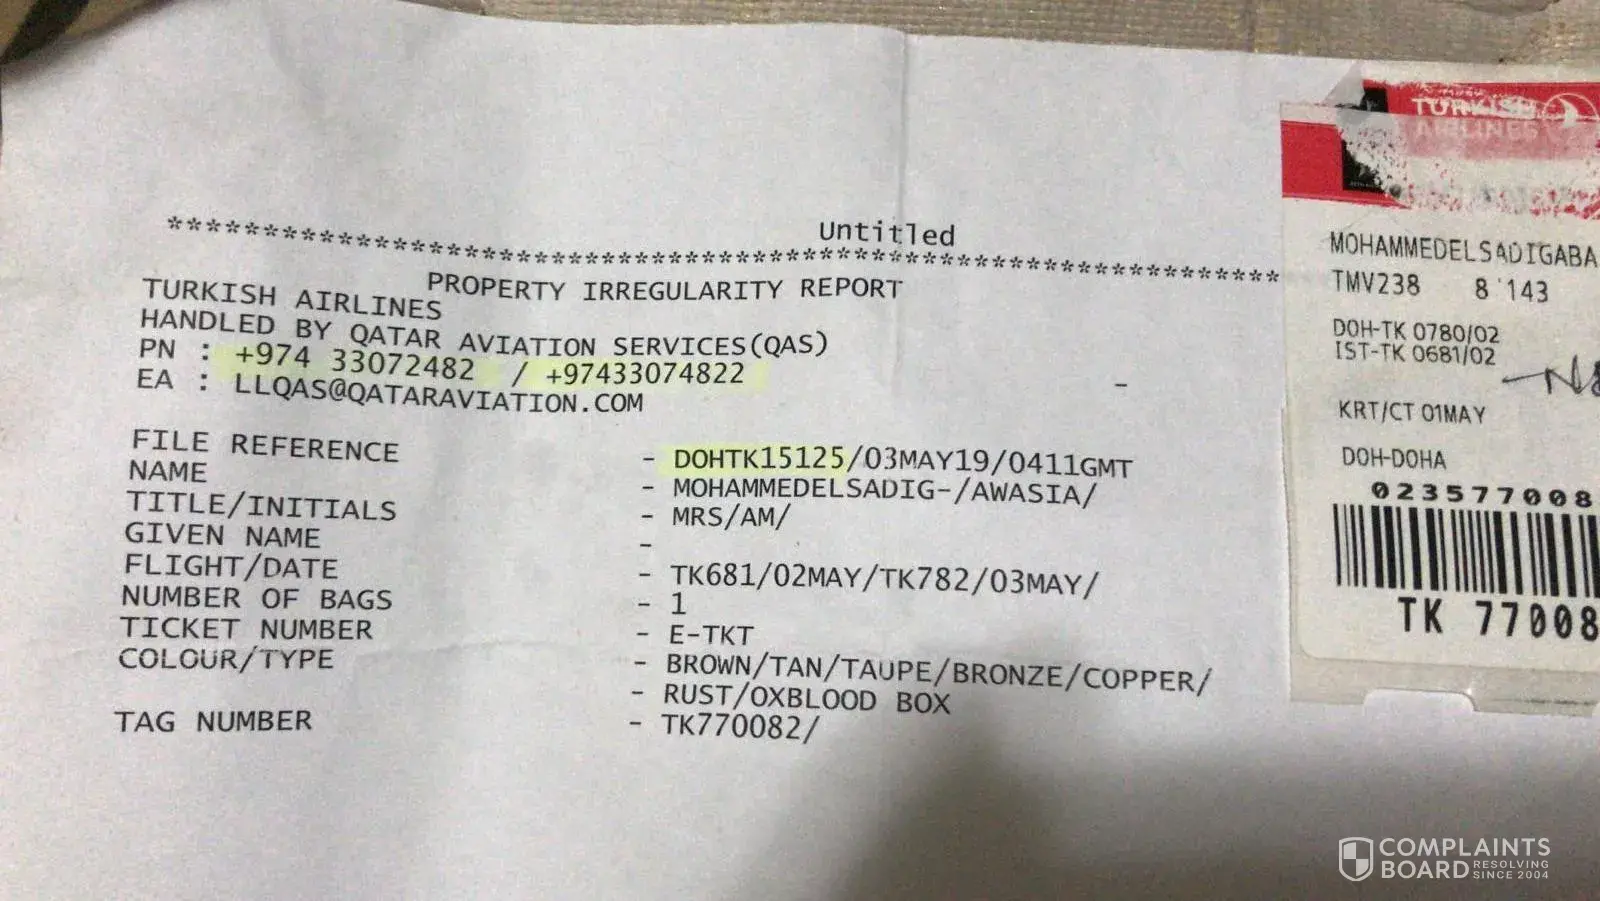 Untitled
********************************************************************************
PROPERTY IRREGULARITY REPORT
TURKISH AIRLINES
HANDLED BY QATAR AVIATION SERVICES(QAS)
PN : +974 33072482 / +97433074822
EA : LLQAS@QATARAVIATION.COM
-
FILE REFERENCE - DOHTK15125/03MAY19/0411GMT
NAME - MOHAMMEDELSADIG-/AWASIA/
TITLE/INITIALS - MRS/AM/
GIVEN NAME -
FLIGHT/DATE - TK681/02MAY/TK782/03MAY/
NUMBER OF BAGS - 1
TICKET NUMBER - E-TKT
COLOUR/TYPE - BROWN/TAN/TAUPE/BRONZE/COPPER/
- RUST/OXBLOOD BOX
TAG NUMBER - TK770082/
TURKISH
AIRLINES
MOHAMMEDELSADIGABA
TMV238 8 143
DOH-TK 0780/02
IST-TK 0681/02
KRT/CT 01MAY
DOH-DOHA
023577008
TK 77008
COMPLAINTS
BOARD RESOLVING
SINCE 2004